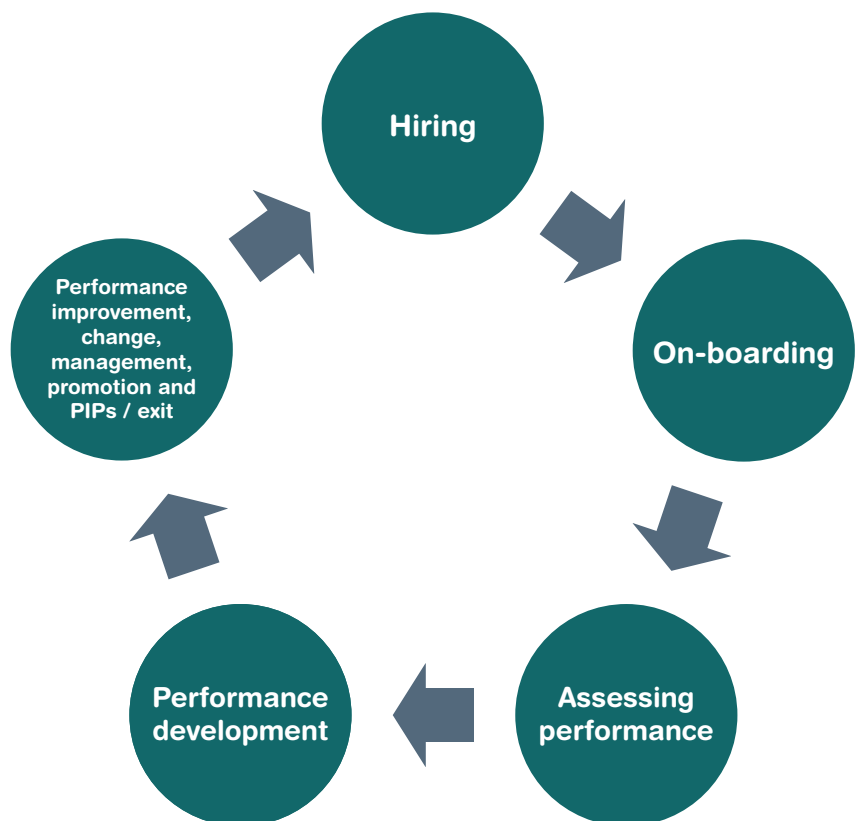 Hiring
On-boarding
Assessing
performance
Performance
development
Performance
improvement,
change,
management,
promotion and
PIPs / exit